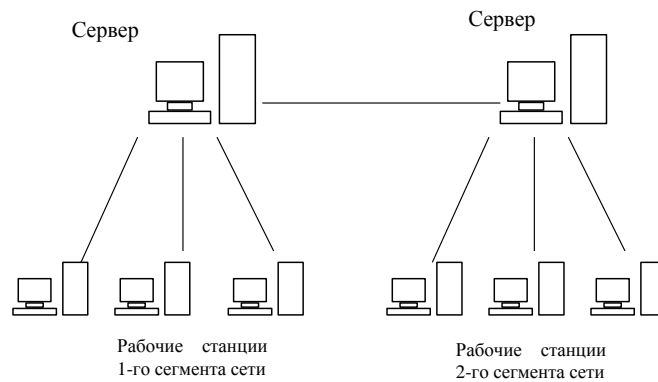 Сервер
Сервер
Рабочие станции
1-го сегмента сети
Рабочие станции
2-го сегмента сети